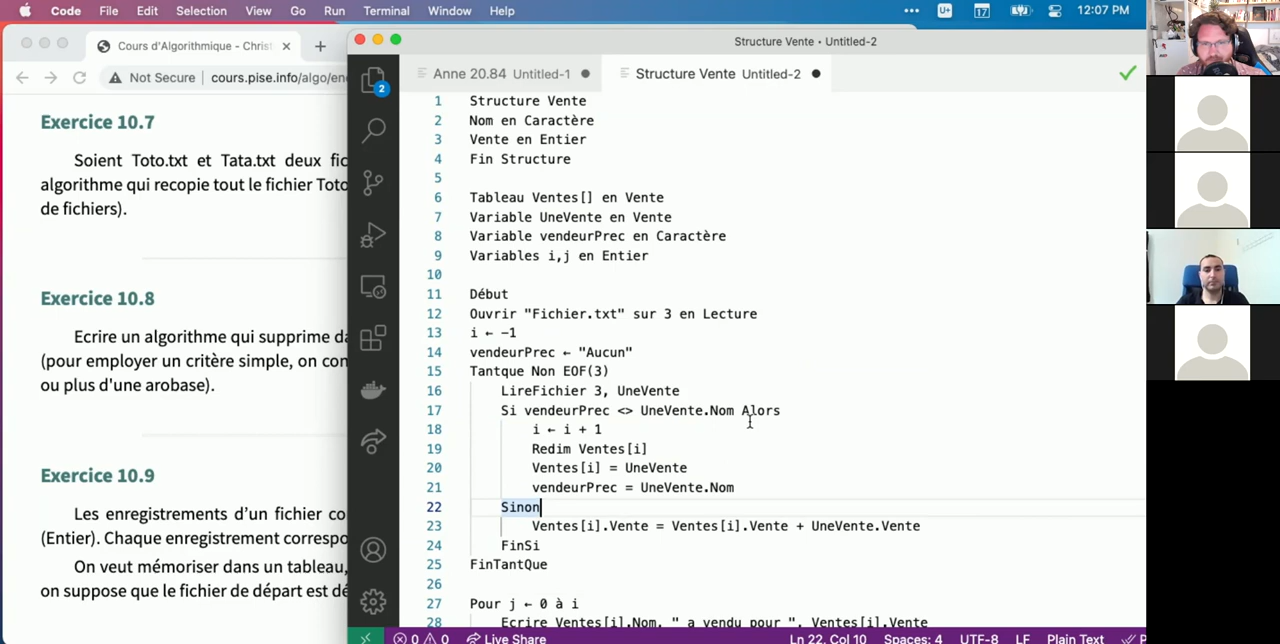 Code File Edit Selection View Go Run Terminal Window Help
U+ 17 12:07 PM
Cours d'Algorithmique - Christ
Not Secure cours.pise.info/algo/en
Exercice 10.7
Soient Toto.txt et Tata.txt deux fic
algorithme qui recopie tout le fichier Toto
de fichiers).
Exercice 10.8
Ecrire un algorithme qui supprime da
(pour employer un critère simple, on con
ou plus d'une arobase).
Exercice 10.9
Les enregistrements d'un fichier co
(Entier). Chaque enregistrement correspo
On veut mémoriser dans un tableau,
on suppose que le fichier de départ est dé
Structure Vente • Untitled-2
Anne 20.84 Untitled-1
Structure Vente Untitled-2
2
1 Structure Vente
2 Nom en Caractère
3 Vente en Entier
4 Fin Structure
5
6 Tableau Ventes[] en Vente
7 Variable UneVente en Vente
8 Variable vendeurPrec en Caractère
9 Variables i,j en Entier
10
11 Début
12 Ouvrir "Fichier.txt" sur 3 en Lecture
13 i ← -1
14 vendeurPrec ← "Aucun"
15 Tantque Non EOF(3)
16 LireFichier 3, UneVente
17 Si vendeurPrec <> UneVente.Nom Alors
18 i ← i + 1
19 Redim Ventes[i]
20 Ventes[i] = UneVente
21 vendeurPrec = UneVente.Nom
22 Sinon
23 Ventes[i].Vente = Ventes[i].Vente + UneVente.Vente
24 FinSi
25 FinTantQue
26
27 Pour j ← 0 à i
28 Ecrire Ventes[i].Nom, " a vendu pour ", Ventes[i].Vente
0 0 Live Share Ln 22, Col 10 Spaces: 4 UTF-8 LF Plain Text